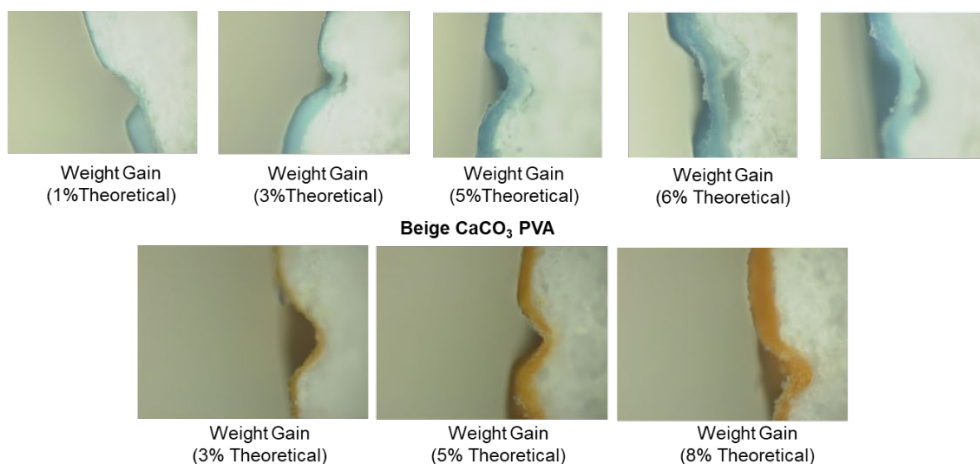 Weight Gain
(1%Theoretical)
Weight Gain
(3%Theoretical)
Weight Gain
(5%Theoretical)
Weight Gain
(6% Theoretical)
Beige CaCO₃ PVA
Weight Gain
(3% Theoretical)
Weight Gain
(5% Theoretical)
Weight Gain
(8% Theoretical)